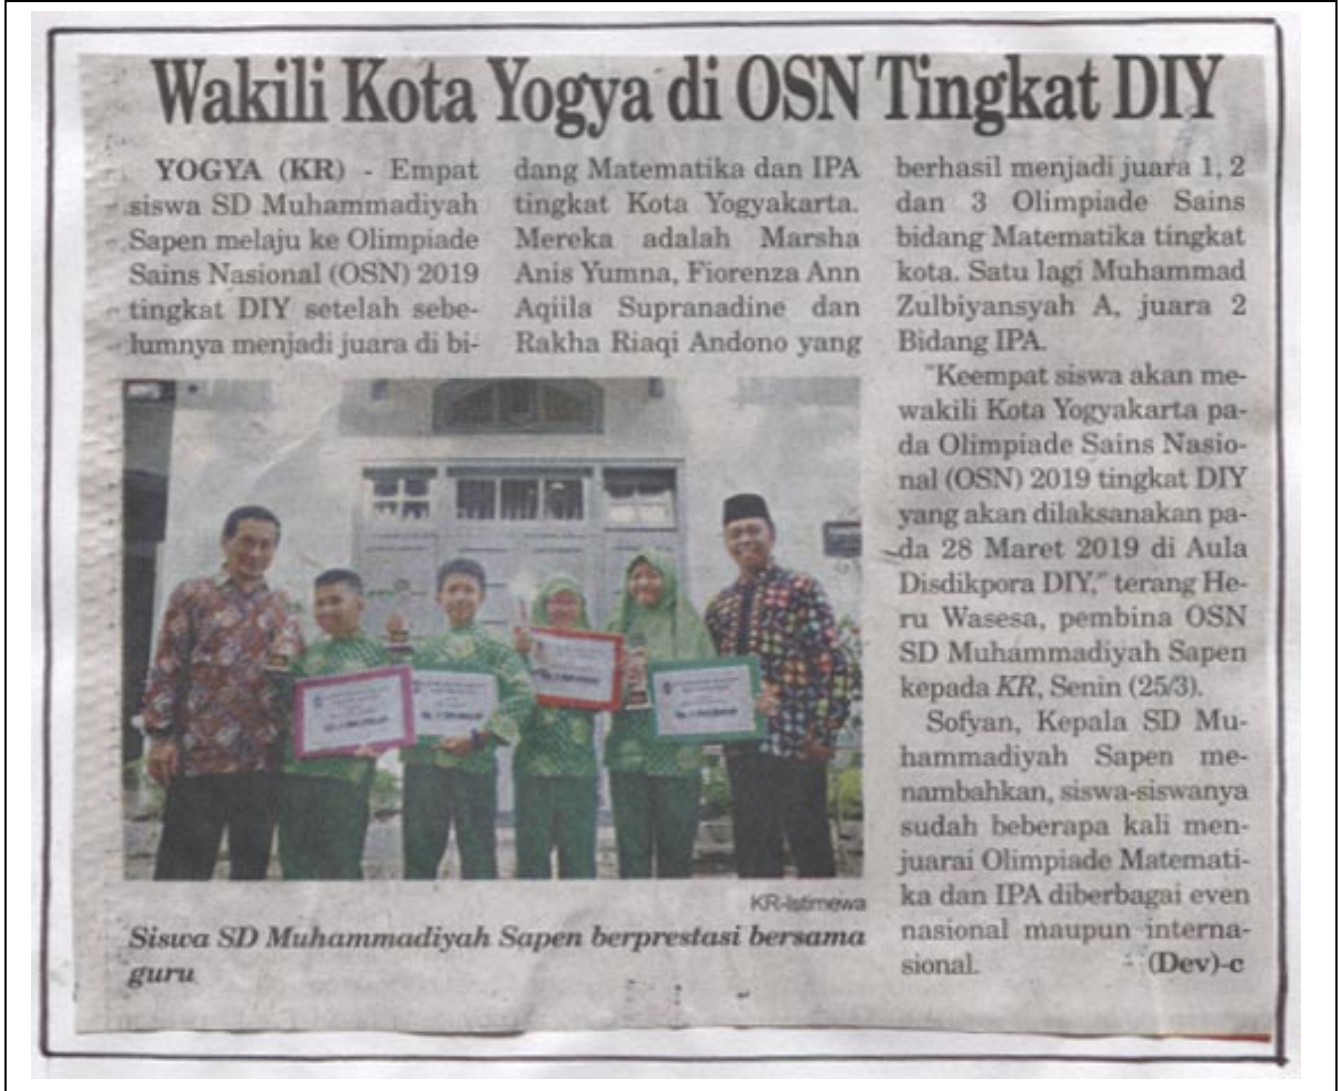 Wakili Kota Yogya di OSN Tingkat DIY
YOGYA (KR) - Empat
siswa SD Muhammadiyah
Sapen melaju ke Olimpiade
Sains Nasional (OSN) 2019
tingkat DIY setelah sebe-
lumnya menjadi juara di bi-
dang Matematika dan IPA
tingkat Kota Yogyakarta.
Mereka adalah Marsha
Anis Yumna, Fiorenza Ann
Aqiila Supranadine dan
Rakha Riaqi Andono yang
berhasil menjadi juara 1, 2
dan 3 Olimpiade Sains
bidang Matematika tingkat
kota. Satu lagi Muhammad
Zulbiyansyah A, juara 2
Bidang IPA.
"Keempat siswa akan me-
wakili Kota Yogyakarta pa-
da Olimpiade Sains Nasio-
nal (OSN) 2019 tingkat DIY
yang akan dilaksanakan pa-
da 28 Maret 2019 di Aula
Disdikpora DIY," terang He-
ru Wasesa, pembina OSN
SD Muhammadiyah Sapen
kepada KR, Senin (25/3).
Sofyan, Kepala SD Mu-
hammadiyah Sapen me-
nambahkan, siswa-siswanya
sudah beberapa kali men-
juarai Olimpiade Matemati-
ka dan IPA diberbagai even
nasional maupun interna-
sional. (Dev)-c
KR-Istimewa
Siswa SD Muhammadiyah Sapen berprestasi bersama
guru